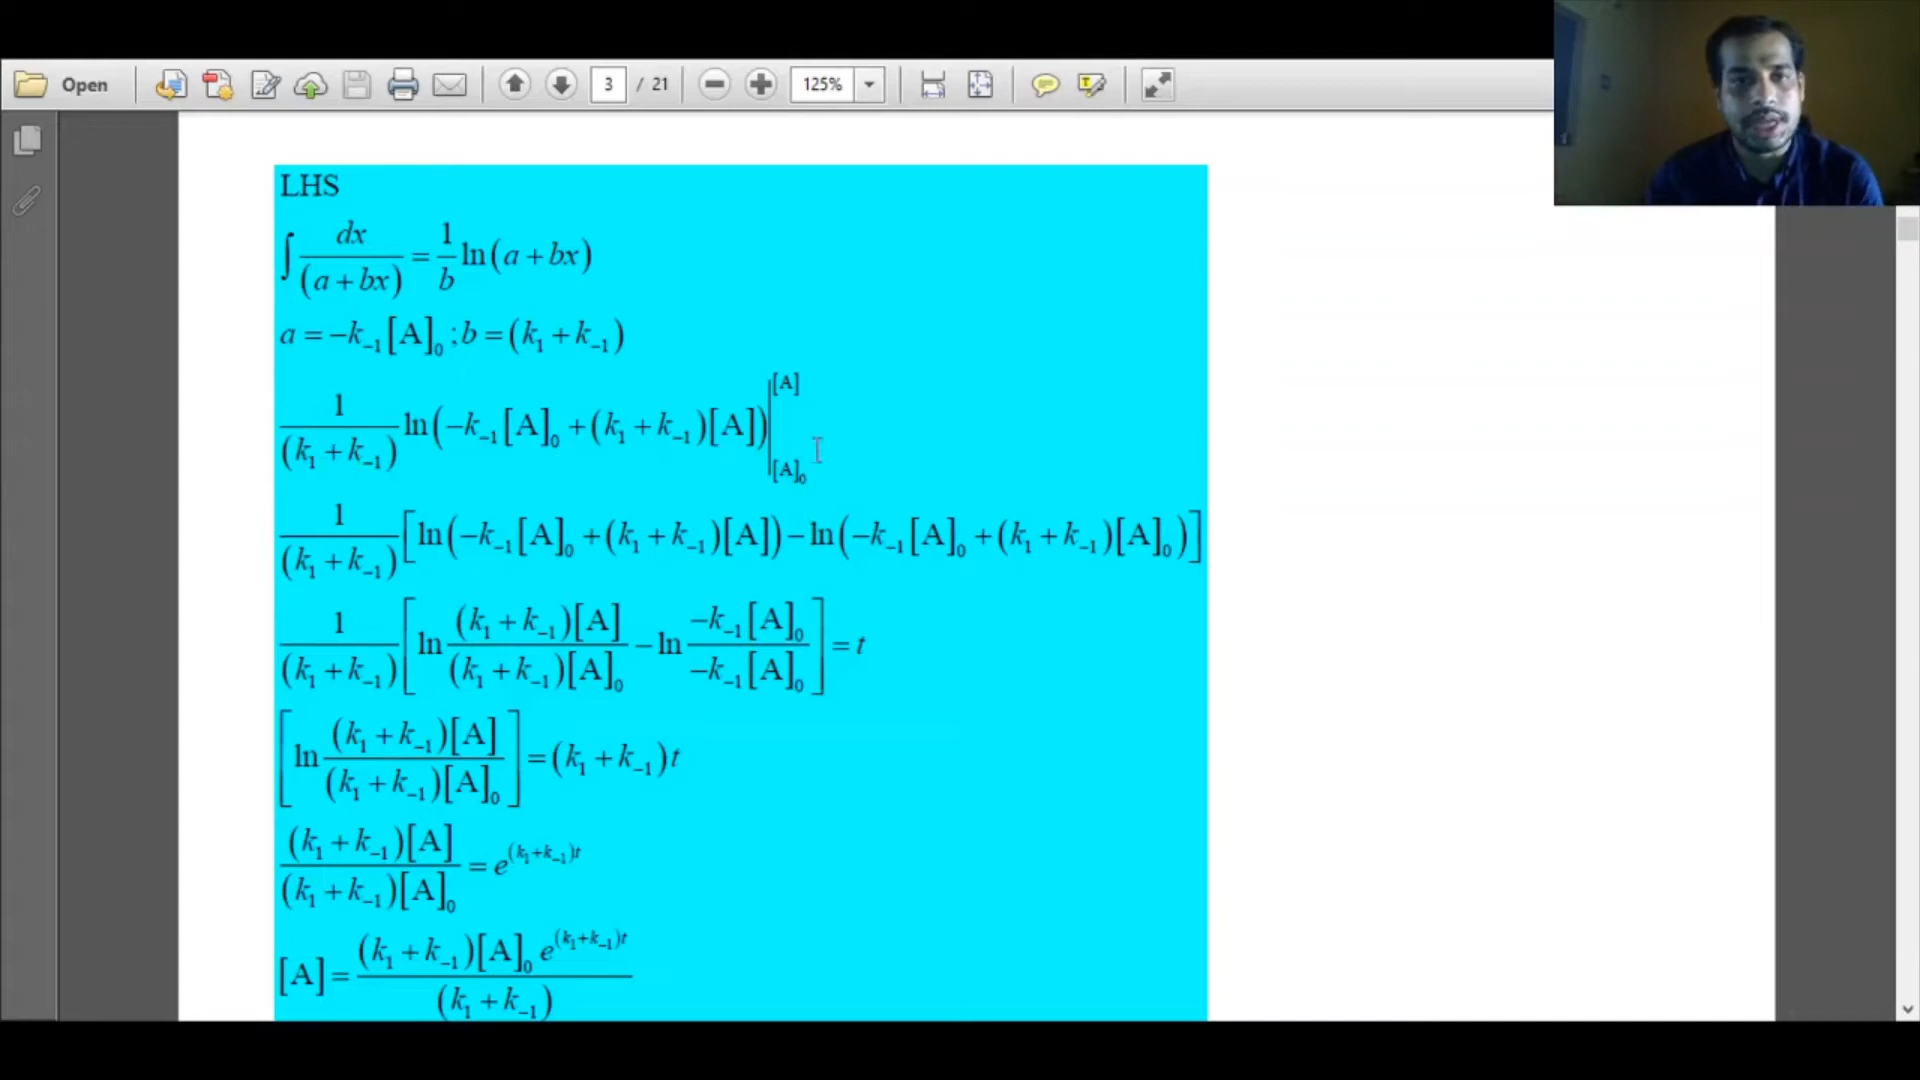 Open 3 / 21 125%
LHS
∫ dx/(a + bx) = 1/b ln(a + bx)
a = −k₋₁[A]₀ ; b = (k₁ + k₋₁)
1/(k₁ + k₋₁) ln(−k₋₁[A]₀ + (k₁ + k₋₁)[A]) |_{[A]₀}^{[A]}
1/(k₁ + k₋₁) [ln(−k₋₁[A]₀ + (k₁ + k₋₁)[A]) − ln(−k₋₁[A]₀ + (k₁ + k₋₁)[A]₀)]
1/(k₁ + k₋₁) [ln (k₁ + k₋₁)[A]/(k₁ + k₋₁)[A]₀ − ln −k₋₁[A]₀/−k₋₁[A]₀] = t
[ln (k₁ + k₋₁)[A]/(k₁ + k₋₁)[A]₀] = (k₁ + k₋₁)t
(k₁ + k₋₁)[A]/(k₁ + k₋₁)[A]₀ = e^{(k₁+k₋₁)t}
[A] = (k₁ + k₋₁)[A]₀ e^{(k₁+k₋₁)t}/(k₁ + k₋₁)